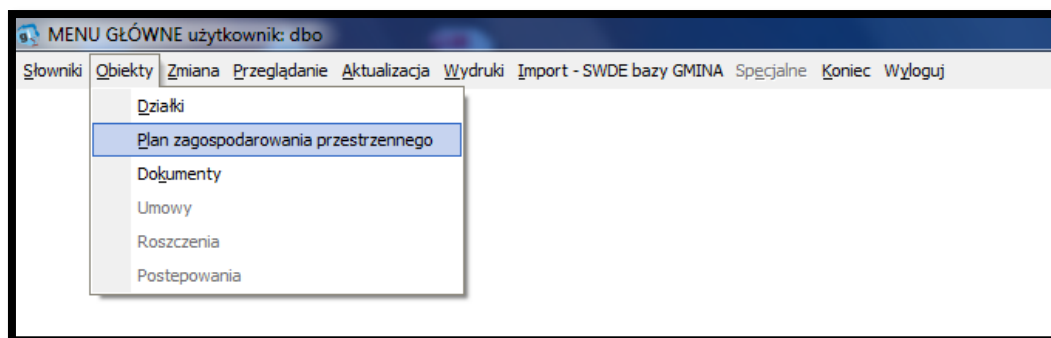 MENU GŁÓWNE użytkownik: dbo
Słowniki Obiekty Zmiana Przeglądanie Aktualizacja Wydruki Import - SWDE bazy GMINA Specjalne Koniec Wyloguj
Działki
Plan zagospodarowania przestrzennego
Dokumenty
Umowy
Roszczenia
Postepowania